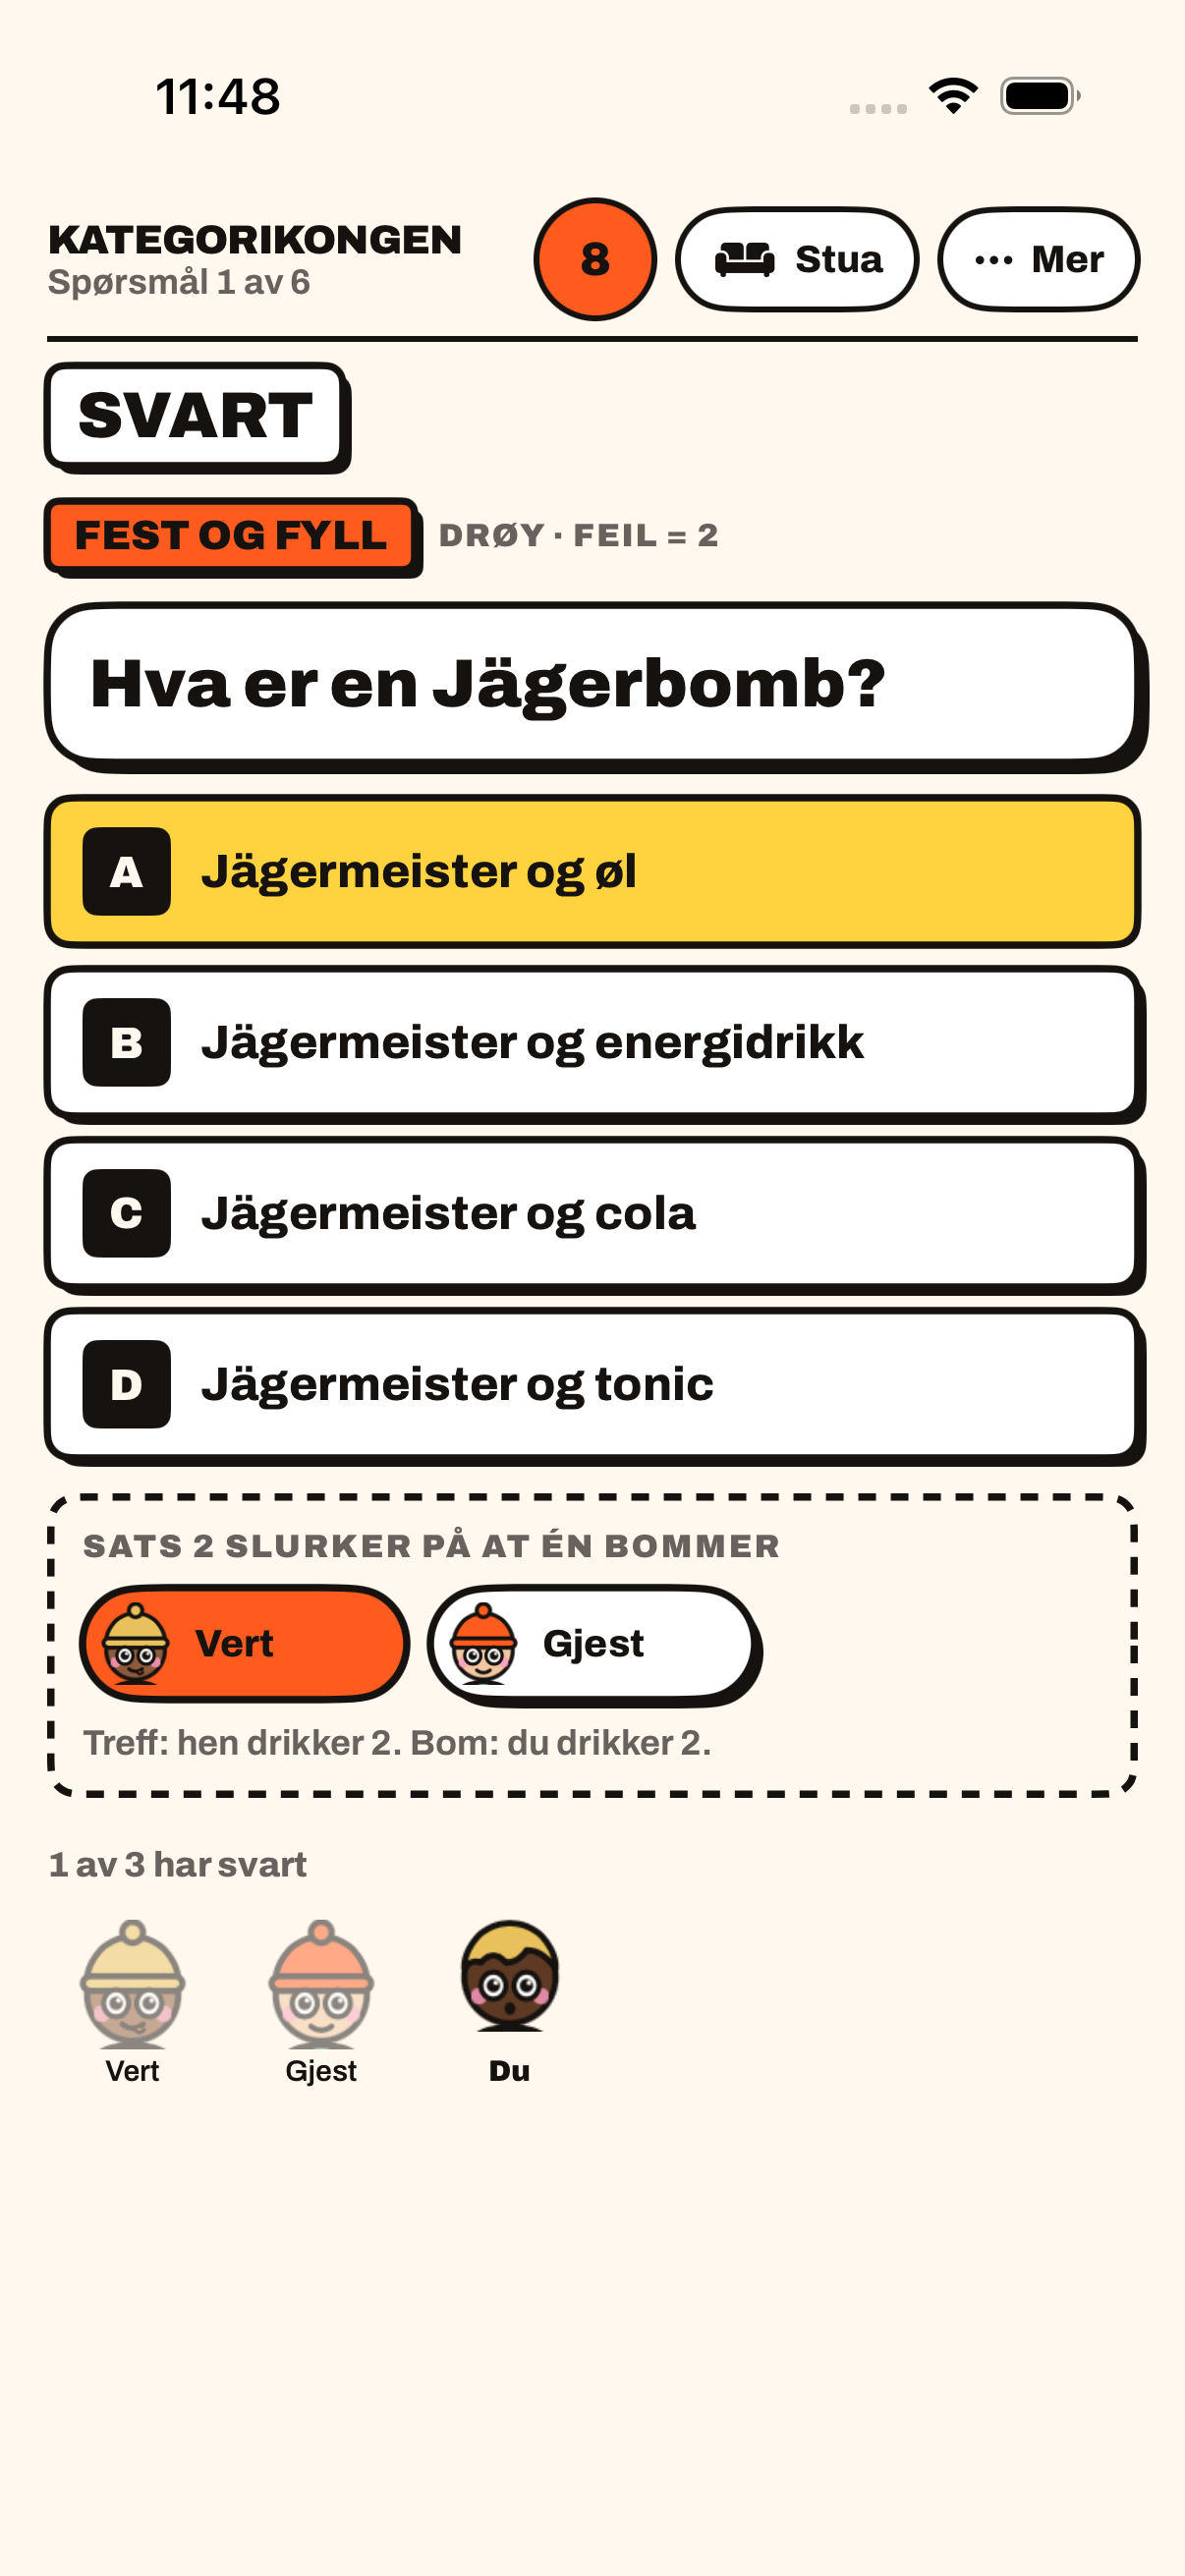 11:48
KATEGORIKONGEN
Spørsmål 1 av 6
8
Stua
Mer
SVART
FEST OG FYLL
DRØY · FEIL = 2
Hva er en Jägerbomb?
A Jägermeister og øl
B Jägermeister og energidrikk
C Jägermeister og cola
D Jägermeister og tonic
SATS 2 SLURKER PÅ AT ÉN BOMMER
Vert
Gjest
Treff: hen drikker 2. Bom: du drikker 2.
1 av 3 har svart
Vert
Gjest
Du